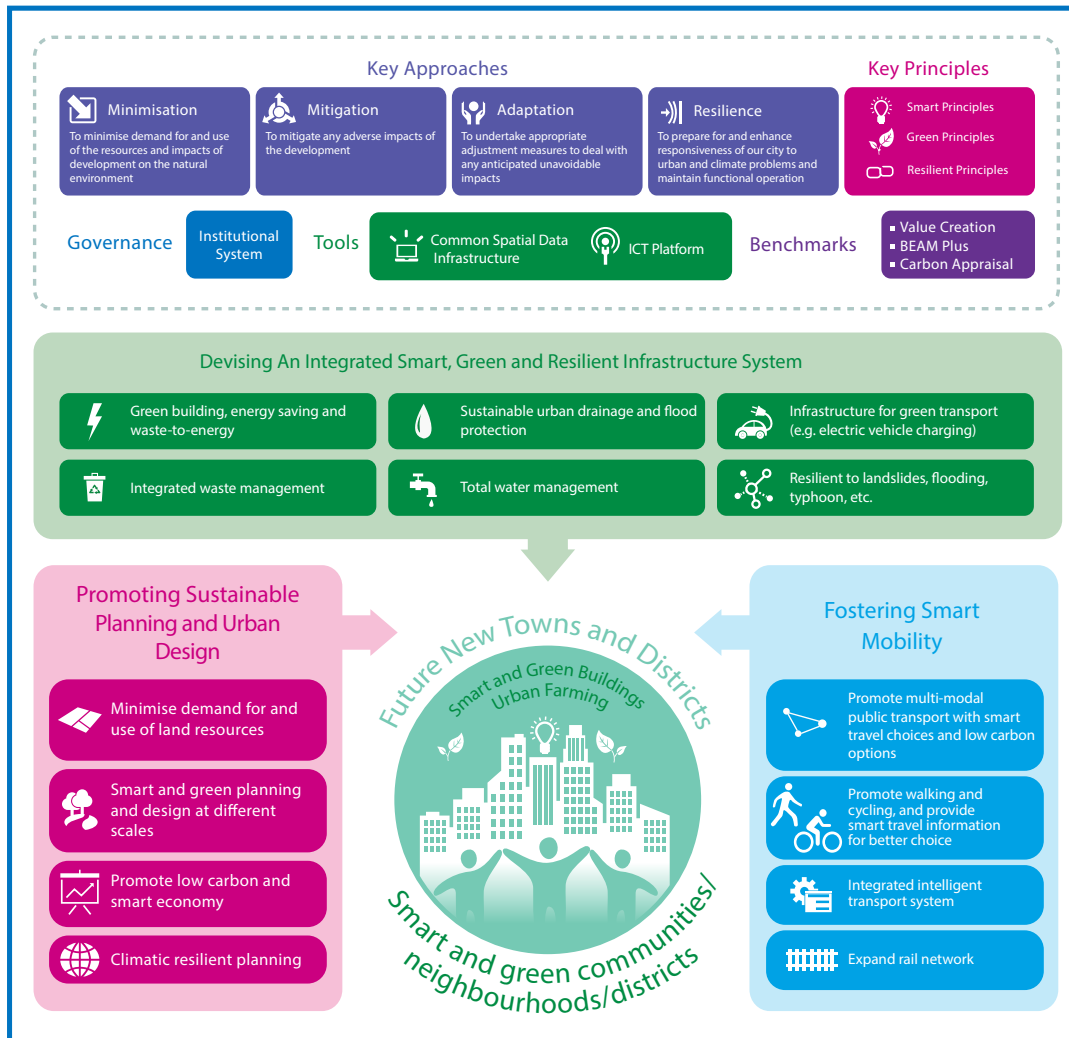 Key Approaches
Key Principles
Minimisation
To minimise demand for and use
of the resources and impacts of
development on the natural
environment
Mitigation
To mitigate any adverse impacts of
the development
Adaptation
To undertake appropriate
adjustment measures to deal with
any anticipated unavoidable
impacts
Resilience
To prepare for and enhance
responsiveness of our city to
urban and climate problems and
maintain functional operation
Smart Principles
Green Principles
Resilient Principles
Governance
Institutional
System
Tools
Common Spatial Data
Infrastructure
ICT Platform
Benchmarks
▪ Value Creation
▪ BEAM Plus
▪ Carbon Appraisal
Devising An Integrated Smart, Green and Resilient Infrastructure System
Green building, energy saving and
waste-to-energy
Sustainable urban drainage and flood
protection
Infrastructure for green transport
(e.g. electric vehicle charging)
Integrated waste management
Total water management
Resilient to landslides, flooding,
typhoon, etc.
Promoting Sustainable
Planning and Urban
Design
Minimise demand for and
use of land resources
Smart and green planning
and design at different
scales
Promote low carbon and
smart economy
Climatic resilient planning
Future New Towns and Districts
Smart and Green Buildings
Urban Farming
Smart and green communities/
neighbourhoods/districts
Fostering Smart
Mobility
Promote multi-modal
public transport with smart
travel choices and low carbon
options
Promote walking and
cycling, and provide
smart travel information
for better choice
Integrated intelligent
transport system
Expand rail network